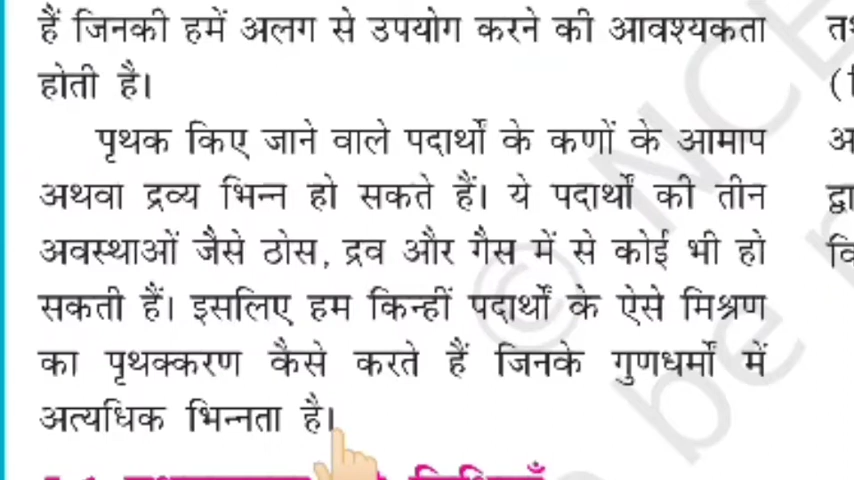 हैं जिनकी हमें अलग से उपयोग करने की आवश्यकता
होती है।
पृथक किए जाने वाले पदार्थों के कणों के आमाप
अथवा द्रव्य भिन्न हो सकते हैं। ये पदार्थों की तीन
अवस्थाओं जैसे ठोस, द्रव और गैस में से कोई भी हो
सकती हैं। इसलिए हम किन्हीं पदार्थों के ऐसे मिश्रण
का पृथक्करण कैसे करते हैं जिनके गुणधर्मों में
अत्यधिक भिन्नता है।